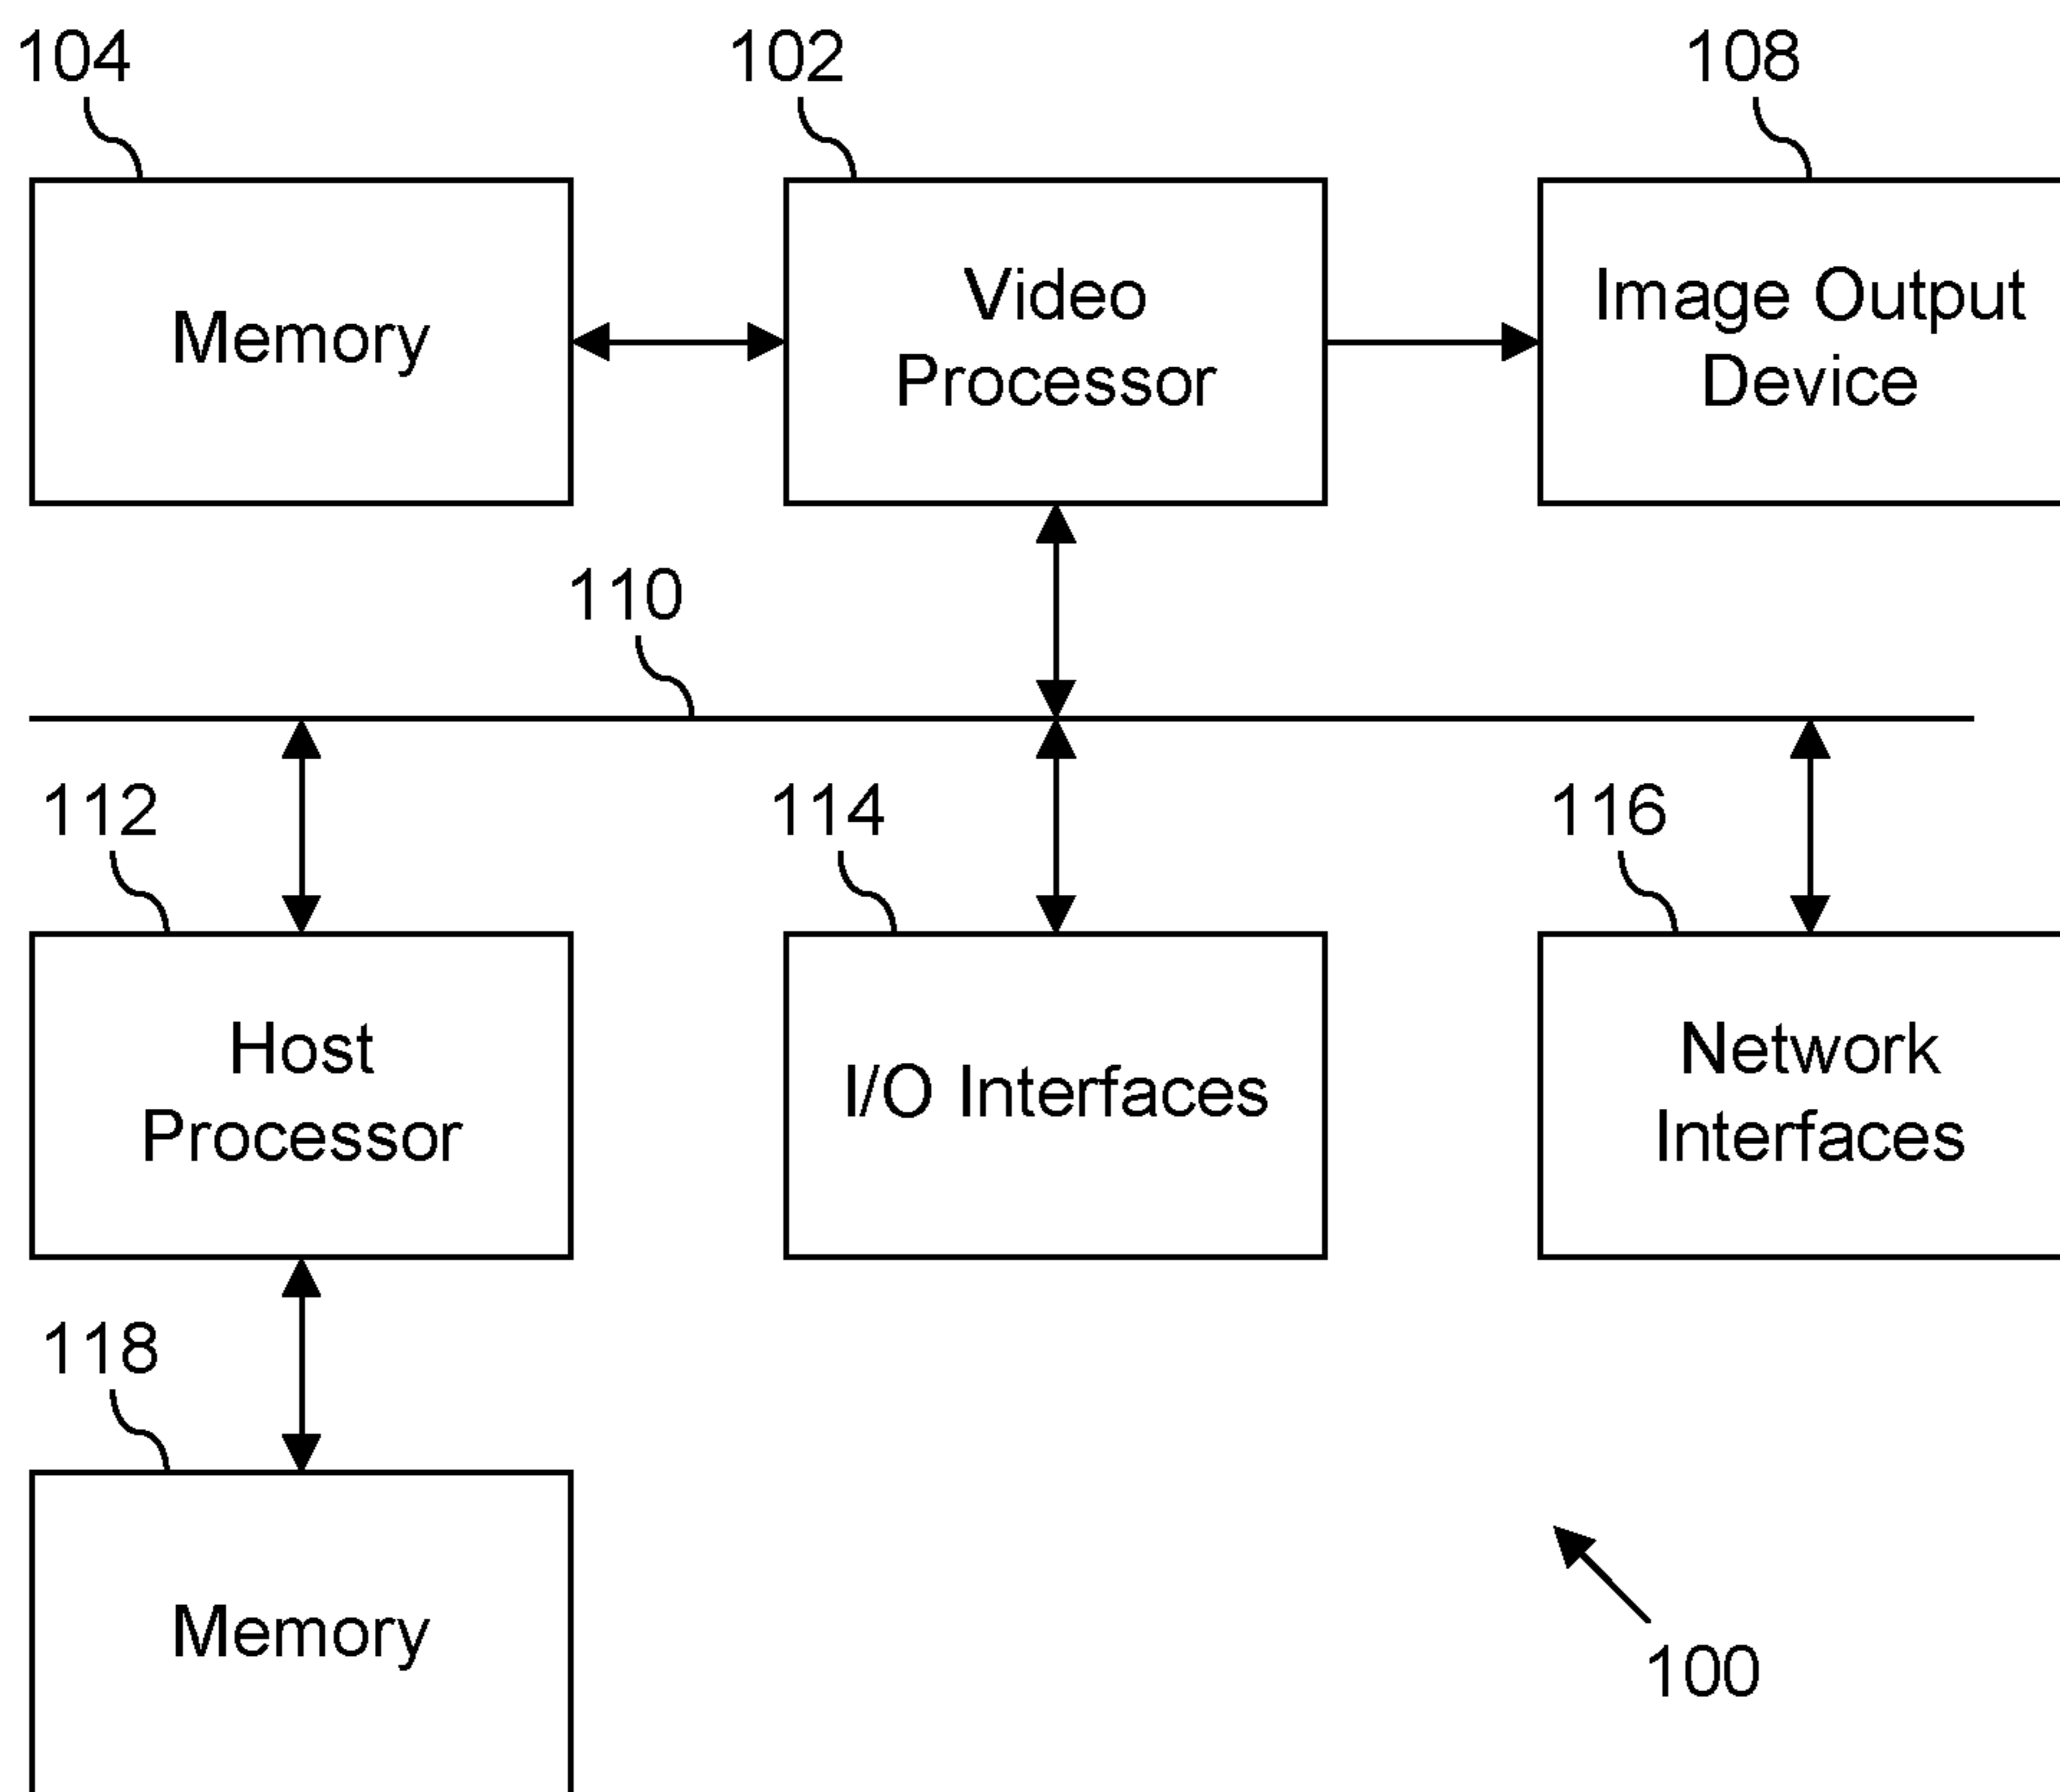 104
102
108
Memory
Video
Processor
Image Output
Device
110
112
114
116
Host
Processor
I/O Interfaces
Network
Interfaces
118
Memory
100